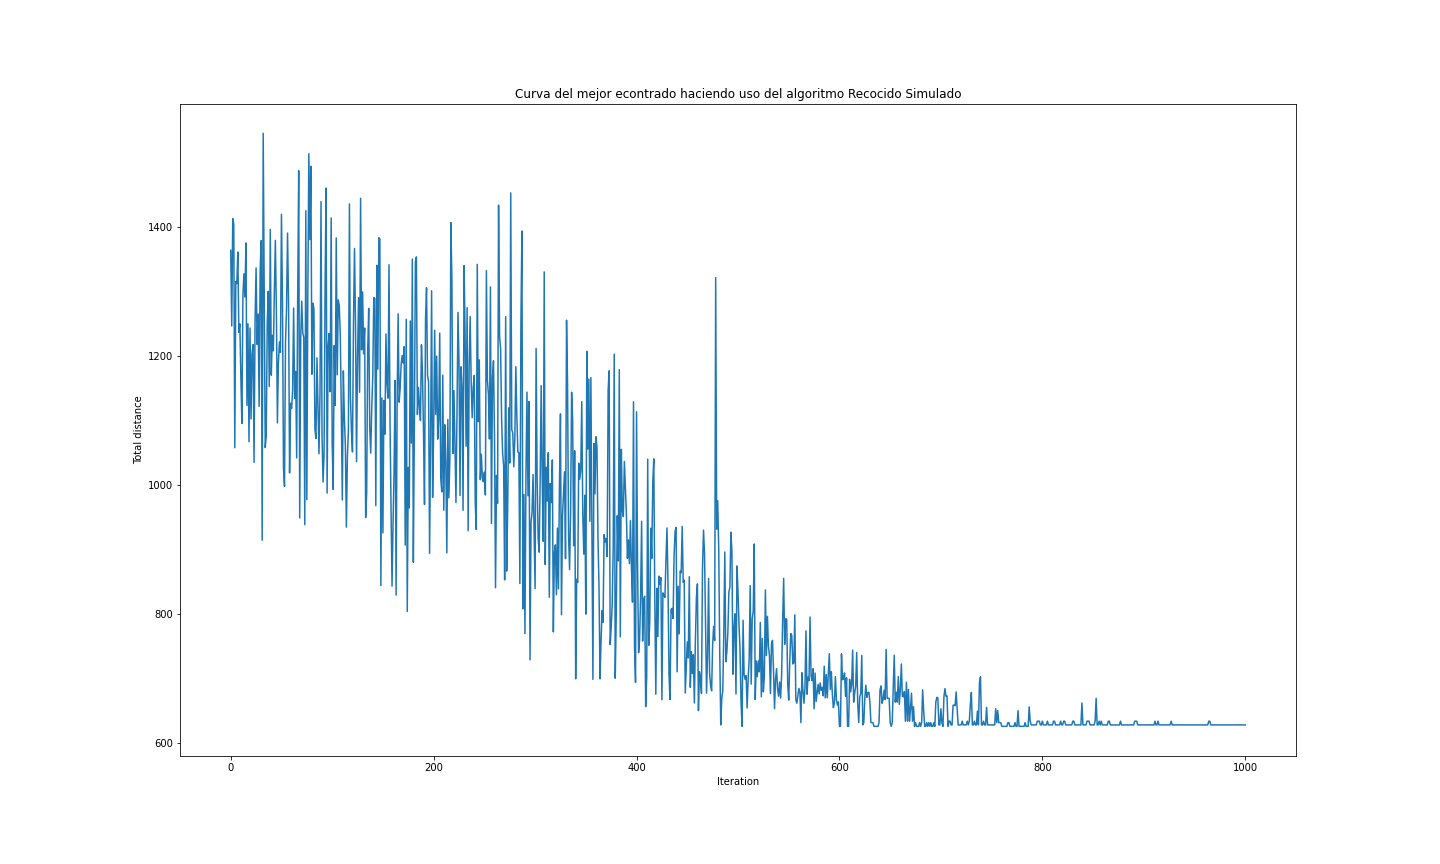 Curva del mejor econtrado haciendo uso del algoritmo Recocido Simulado
1400
1200
1000
800
600
Total distance
0 200 400 600 800 1000
Iteration